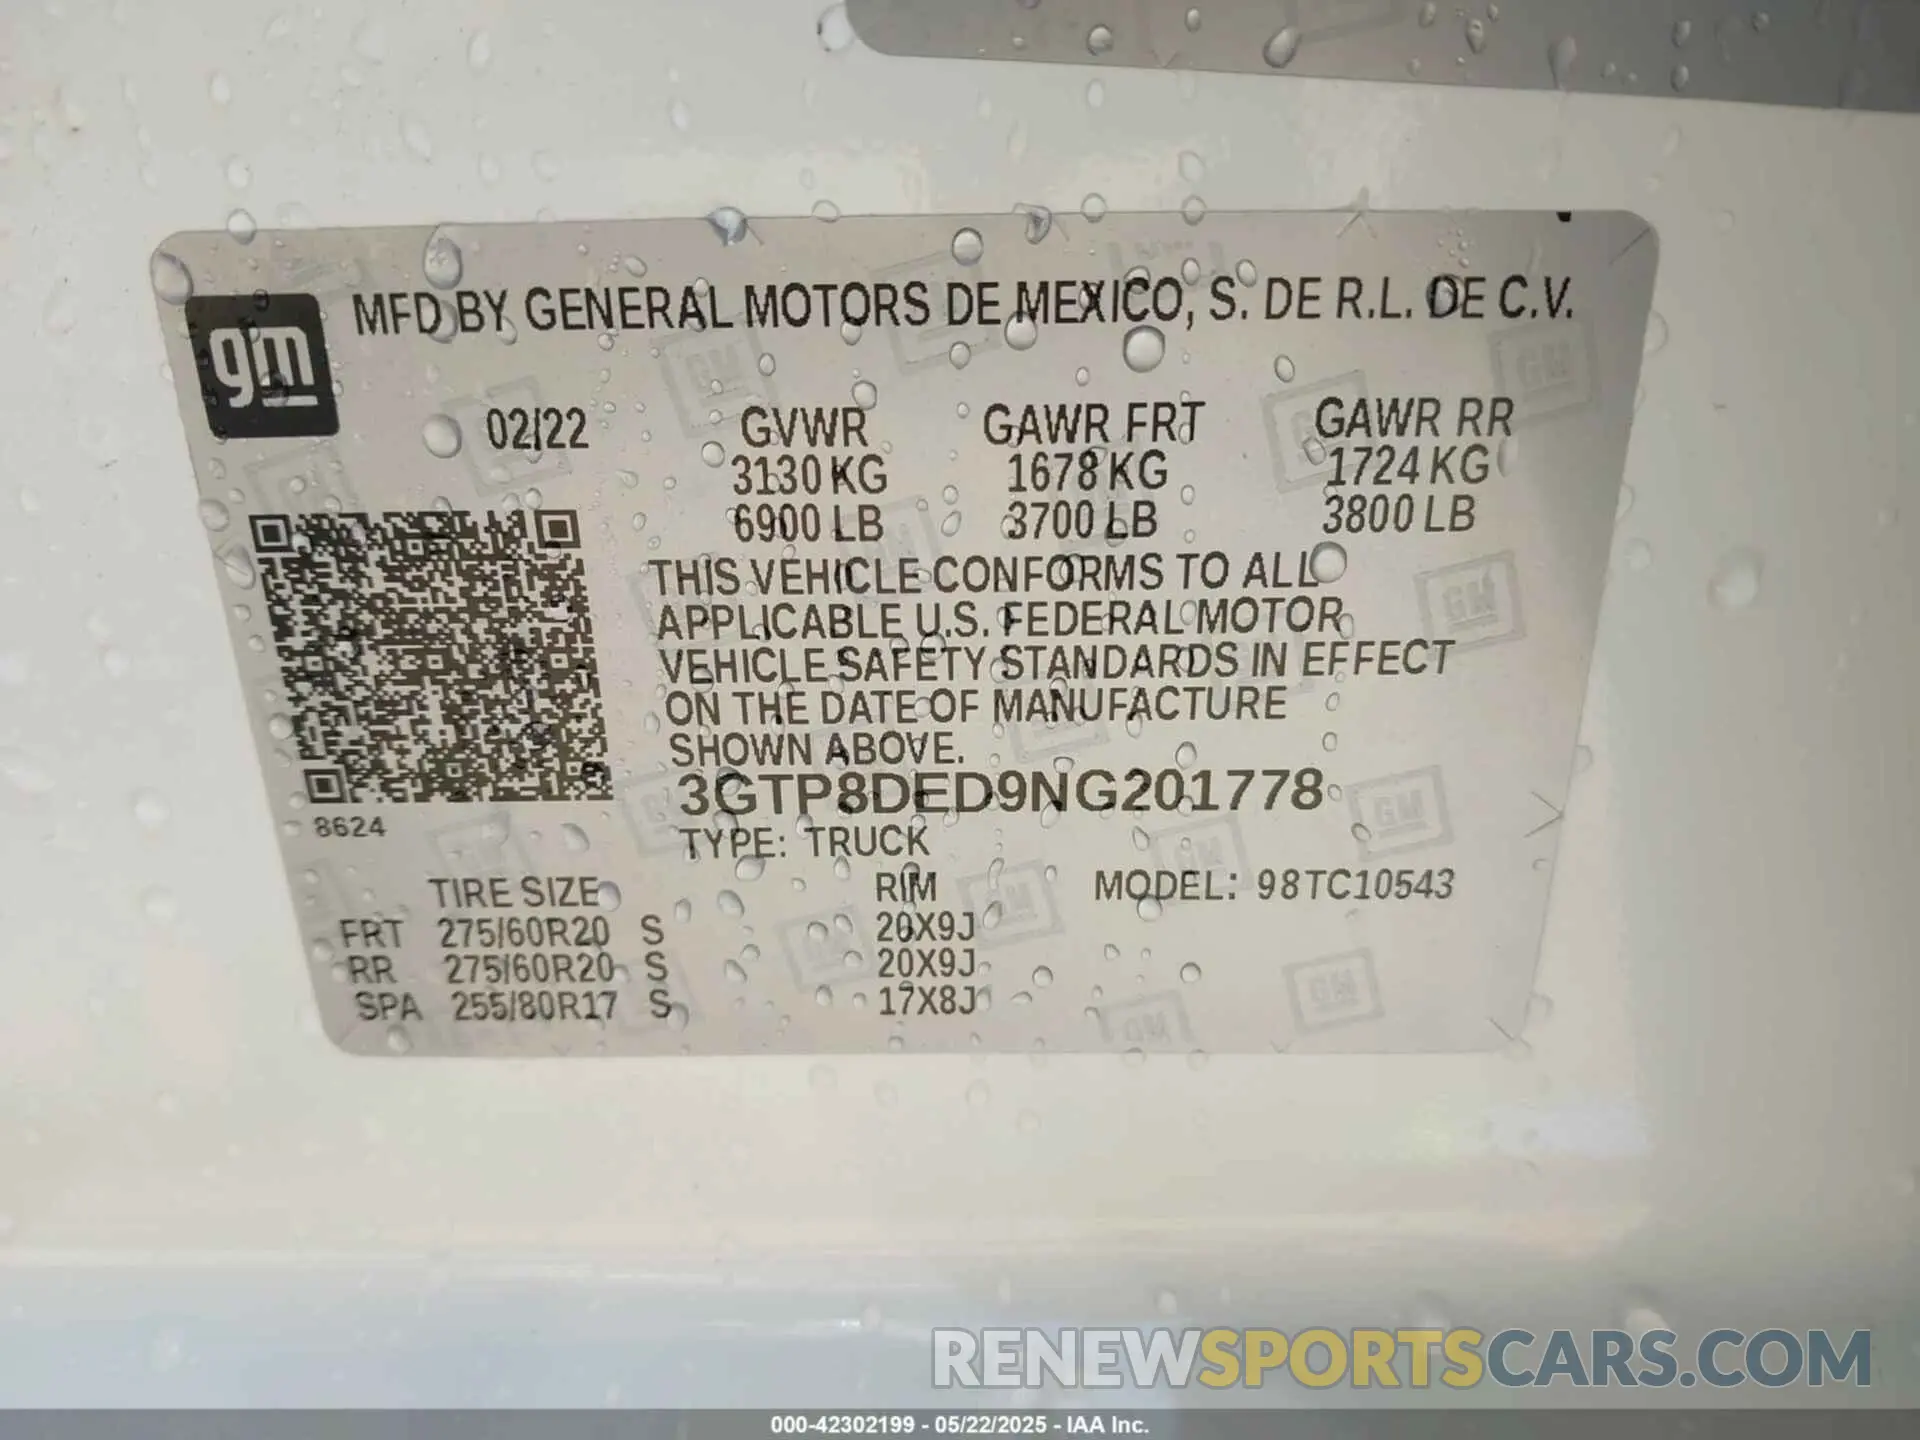 MFD BY GENERAL MOTORS DE MEXICO, S. DE R.L. DE C.V.
gm
02/22 GVWR GAWR FRT GAWR RR
3130 KG 1678 KG 1724 KG
6900 LB 3700 LB 3800 LB
THIS VEHICLE CONFORMS TO ALL
APPLICABLE U.S. FEDERAL MOTOR
VEHICLE SAFETY STANDARDS IN EFFECT
ON THE DATE OF MANUFACTURE
SHOWN ABOVE.
3GTP8DED9NG201778
8624
TYPE: TRUCK
TIRE SIZE RIM MODEL: 98TC10543
FRT 275/60R20 S 20X9J
RR 275/60R20 S 20X9J
SPA 255/80R17 S 17X8J
RENEWSPORTSCARS.COM
000-42302199 - 05/22/2025 - IAA Inc.